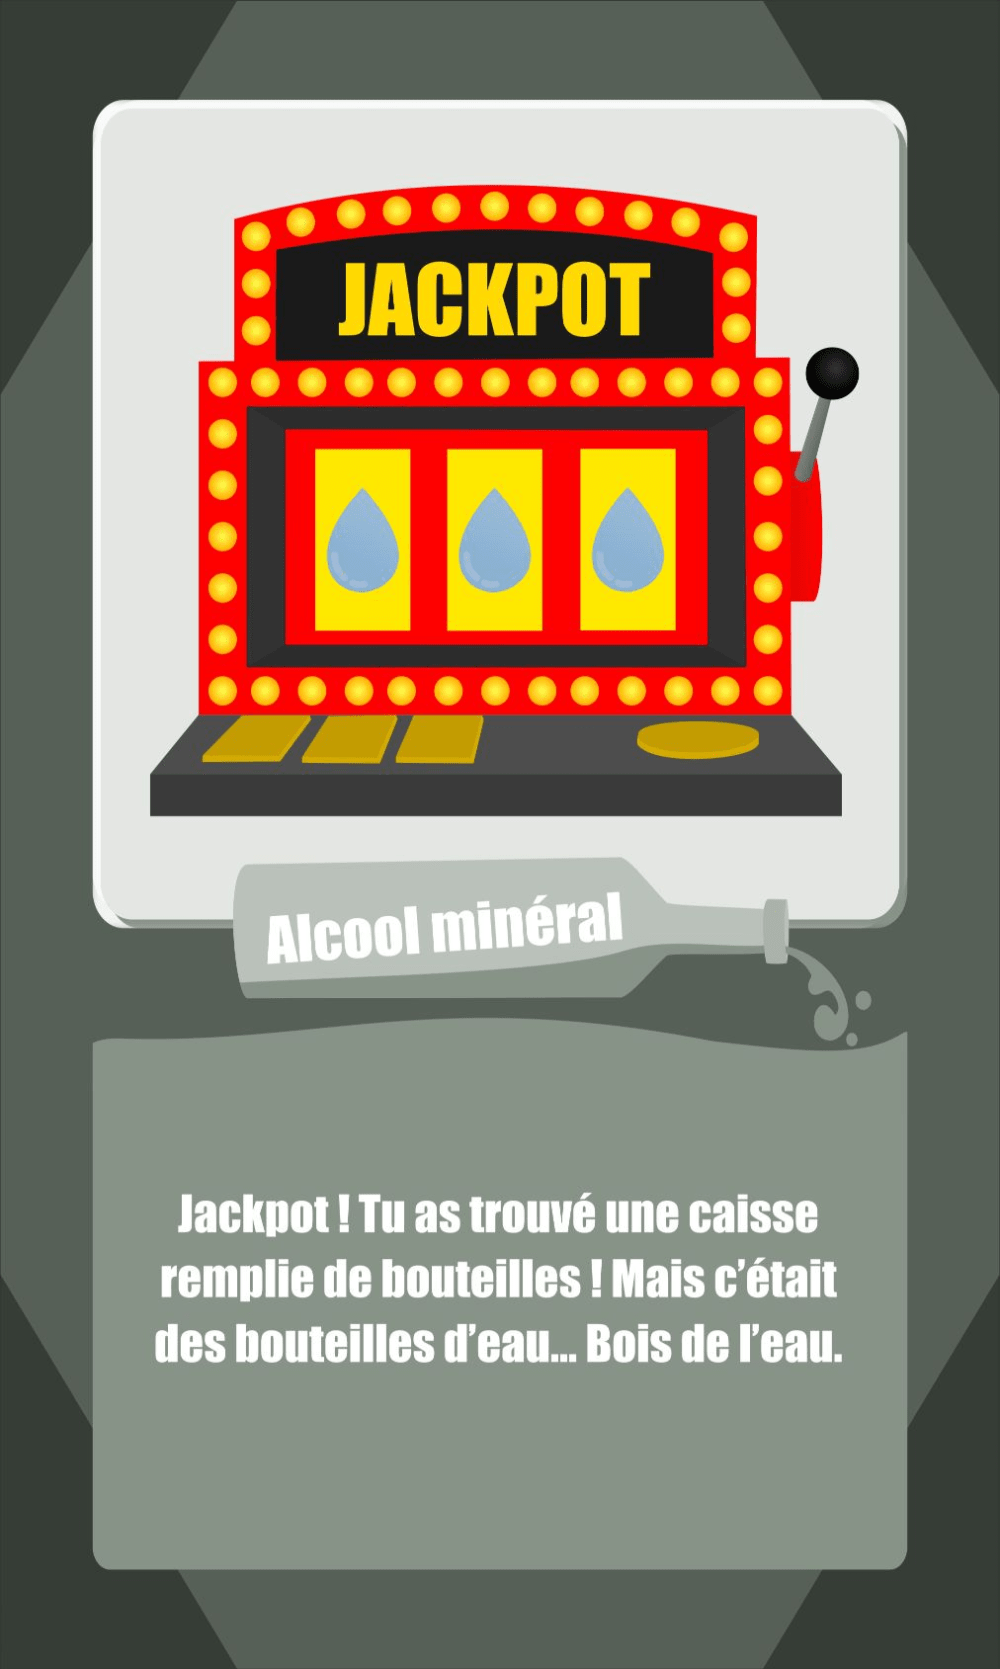 JACKPOT
Alcool minéral
Jackpot ! Tu as trouvé une caisse
remplie de bouteilles ! Mais c’était
des bouteilles d’eau... Bois de l’eau.